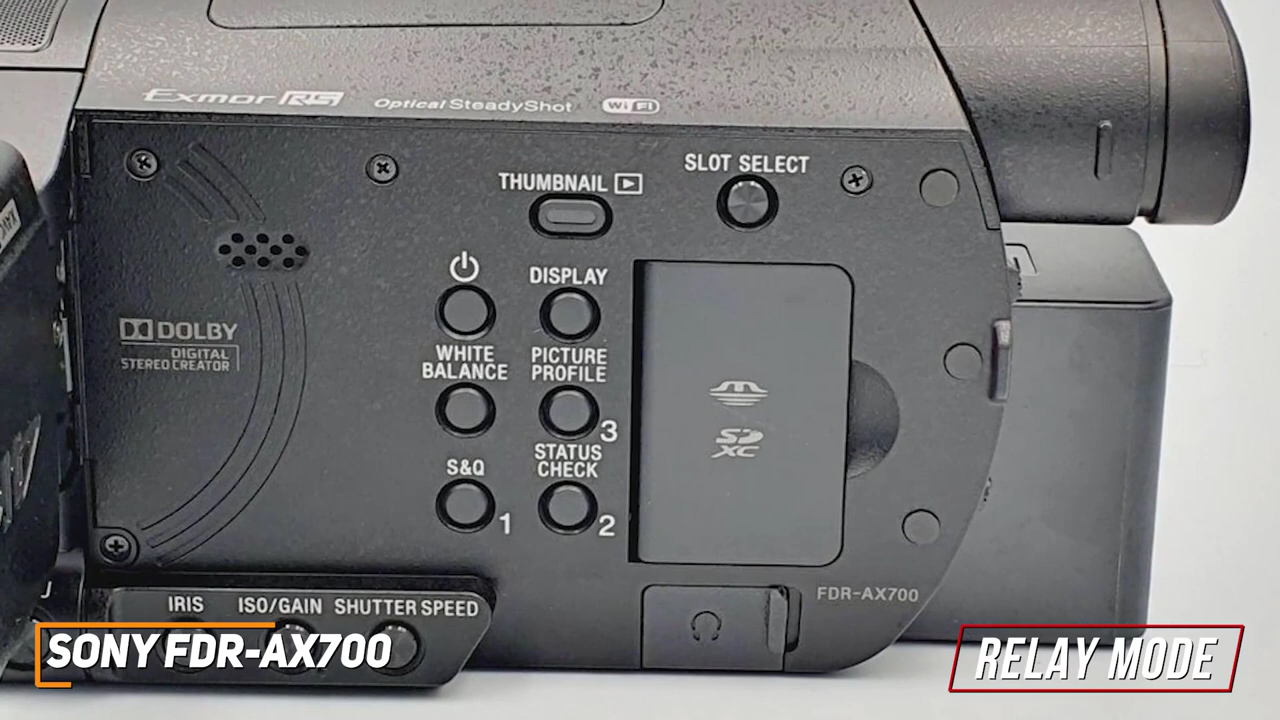 Exmor RS Optical SteadyShot Wi Fi
SLOT SELECT
THUMBNAIL
DISPLAY
WHITE
BALANCE
PICTURE
PROFILE
3
DOLBY
DIGITAL
STEREO CREATOR
S&Q
1
STATUS
CHECK
2
SD
XC
FDR-AX700
IRIS ISO/GAIN SHUTTER SPEED
SONY FDR-AX700
RELAY MODE